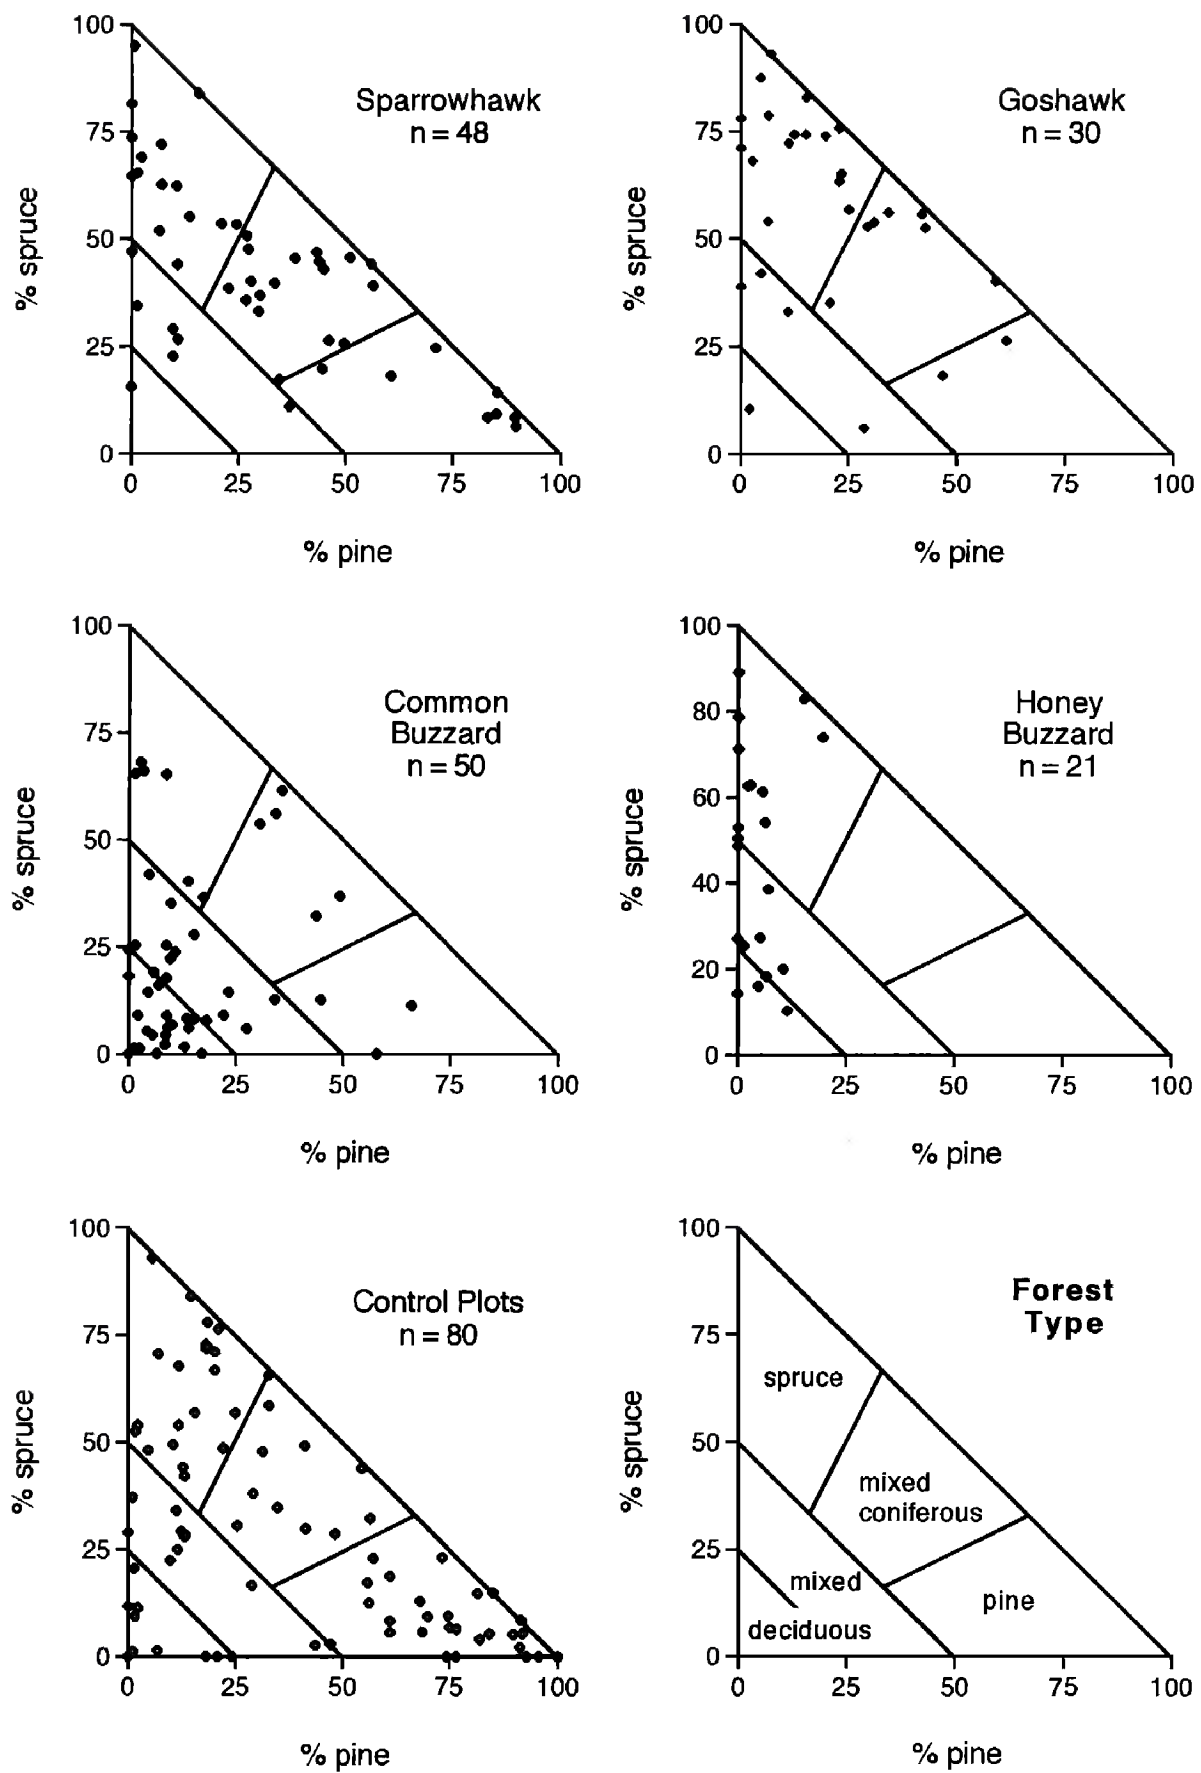 Sparrowhawk
n = 48
% spruce
100
75
50
25
0
0 25 50 75 100
% pine
Goshawk
n = 30
% spruce
100
75
50
25
0
0 25 50 75 100
% pine
Common
Buzzard
n = 50
% spruce
100
75
50
25
0
0 25 50 75 100
% pine
Honey
Buzzard
n = 21
% spruce
100
80
60
40
20
0
0 25 50 75 100
% pine
Control Plots
n = 80
% spruce
100
75
50
25
0
0 25 50 75 100
% pine
Forest
Type
% spruce
100
75
50
25
0
spruce
mixed
coniferous
mixed
pine
deciduous
0 25 50 75 100
% pine